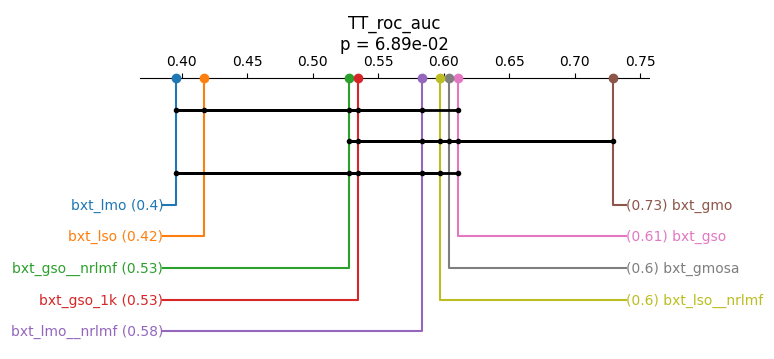 TT_roc_auc
p = 6.89e-02
0.40 0.45 0.50 0.55 0.60 0.65 0.70 0.75
bxt_lmo (0.4) (0.73) bxt_gmo
bxt_lso (0.42) (0.61) bxt_gso
bxt_gso__nrlmf (0.53) (0.6) bxt_gmosa
bxt_gso_1k (0.53) (0.6) bxt_lso__nrlmf
bxt_lmo__nrlmf (0.58)